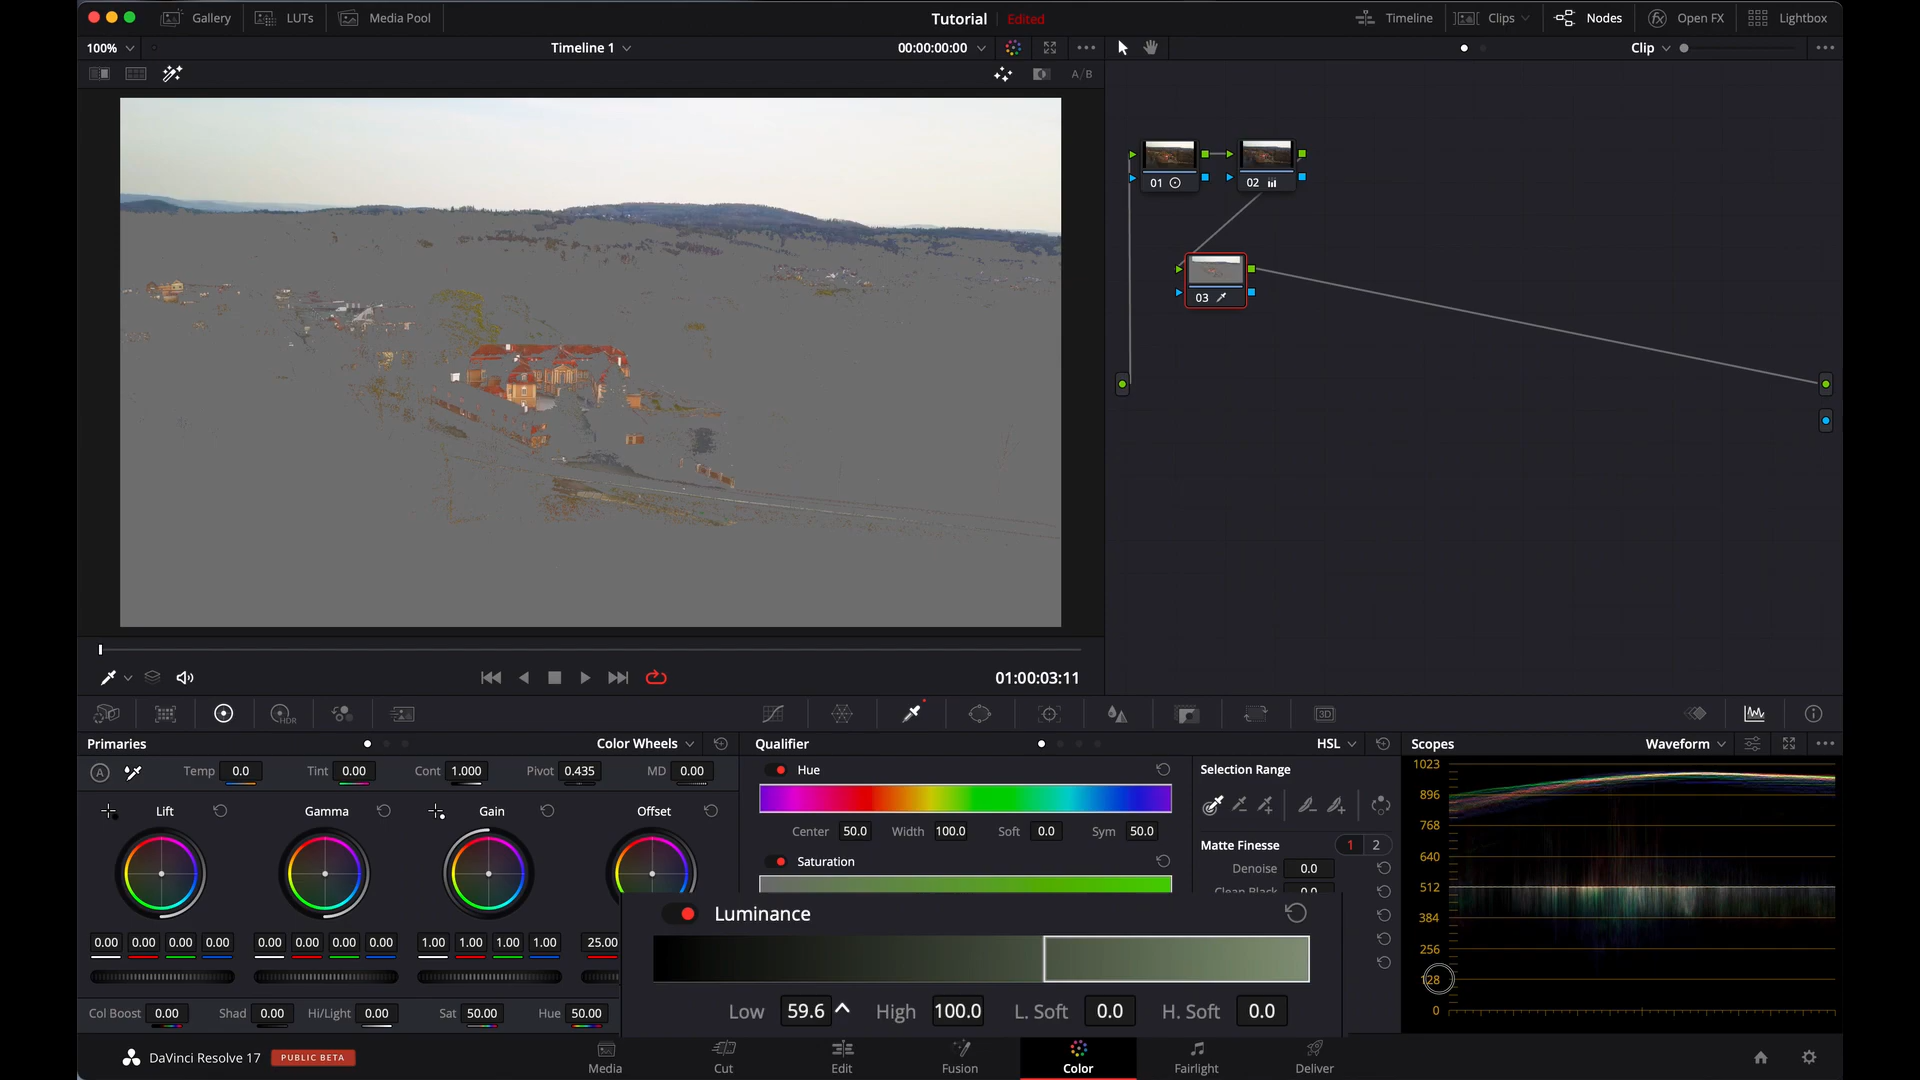 Gallery LUTs Media Pool Tutorial Edited Timeline Clips Nodes Open FX Lightbox
100% Timeline 1 00:00:00:00 Clip
A/B
01 02
03
01:00:03:11
HDR 3D
Primaries Color Wheels Qualifier HSL Scopes Waveform
A Temp 0.0 Tint 0.00 Cont 1.000 Pivot 0.435 MD 0.00
Hue Selection Range
1023
896
768
640
512
384
256
128
0
Lift Gamma Gain Offset
Center 50.0 Width 100.0 Soft 0.0 Sym 50.0
Matte Finesse 1 2
Saturation
Denoise 0.0
Clean Black 0.0
Luminance
0.00 0.00 0.00 0.00 0.00 0.00 0.00 0.00 1.00 1.00 1.00 1.00 25.00
Low 59.6 High 100.0 L. Soft 0.0 H. Soft 0.0
Col Boost 0.00 Shad 0.00 Hi/Light 0.00 Sat 50.00 Hue 50.00
DaVinci Resolve 17 PUBLIC BETA
Media Cut Edit Fusion Color Fairlight Deliver